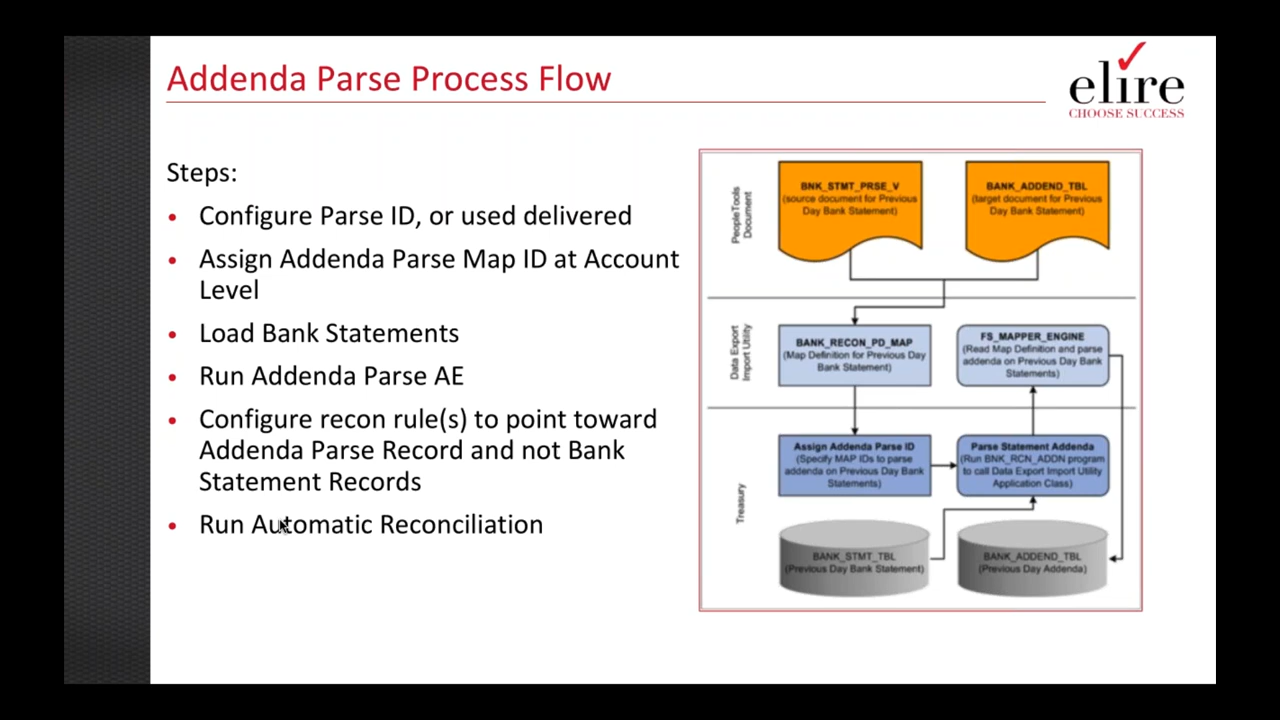 Addenda Parse Process Flow
elire
CHOOSE SUCCESS
Steps:
• Configure Parse ID, or used delivered
• Assign Addenda Parse Map ID at Account
Level
• Load Bank Statements
• Run Addenda Parse AE
• Configure recon rule(s) to point toward
Addenda Parse Record and not Bank
Statement Records
• Run Automatic Reconciliation
PeopleTools
Document
BNK_STMT_PRSE_V
(source document for Previous
Day Bank Statement)
BANK_ADDEND_TBL
(target document for Previous
Day Bank Statement)
Data Export
Import Utility
BANK_RECON_PD_MAP
(Map Definition for Previous Day
Bank Statement)
FS_MAPPER_ENGINE
(Read Map Definition and parse
addenda on Previous Day Bank
Statements)
Treasury
Assign Addenda Parse ID
(Specify MAP IDs to parse
addenda on Previous Day Bank
Statements)
Parse Statement Addenda
(Run BNK_RCN_ADDN program
to call Data Export Import Utility
Application Class)
BANK_STMT_TBL
(Previous Day Bank Statement)
BANK_ADDEND_TBL
(Previous Day Addenda)